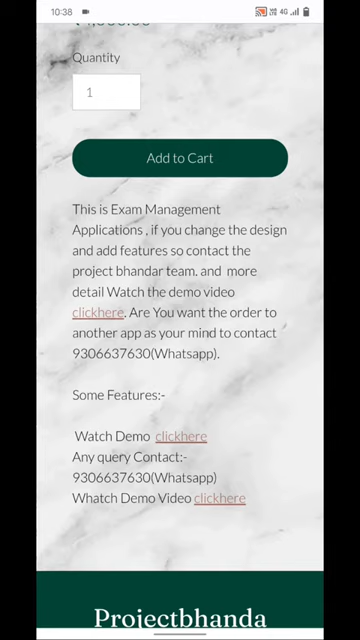 10:38
4G
Quantity
1
Add to Cart
This is Exam Management
Applications , if you change the design
and add features so contact the
project bhandar team. and  more
detail Watch the demo video
clickhere. Are You want the order to
another app as your mind to contact
9306637630(Whatsapp).
Some Features:-
Watch Demo  clickhere
Any query Contact:-
9306637630(Whatsapp)
Whatch Demo Video clickhere
Projectbhanda